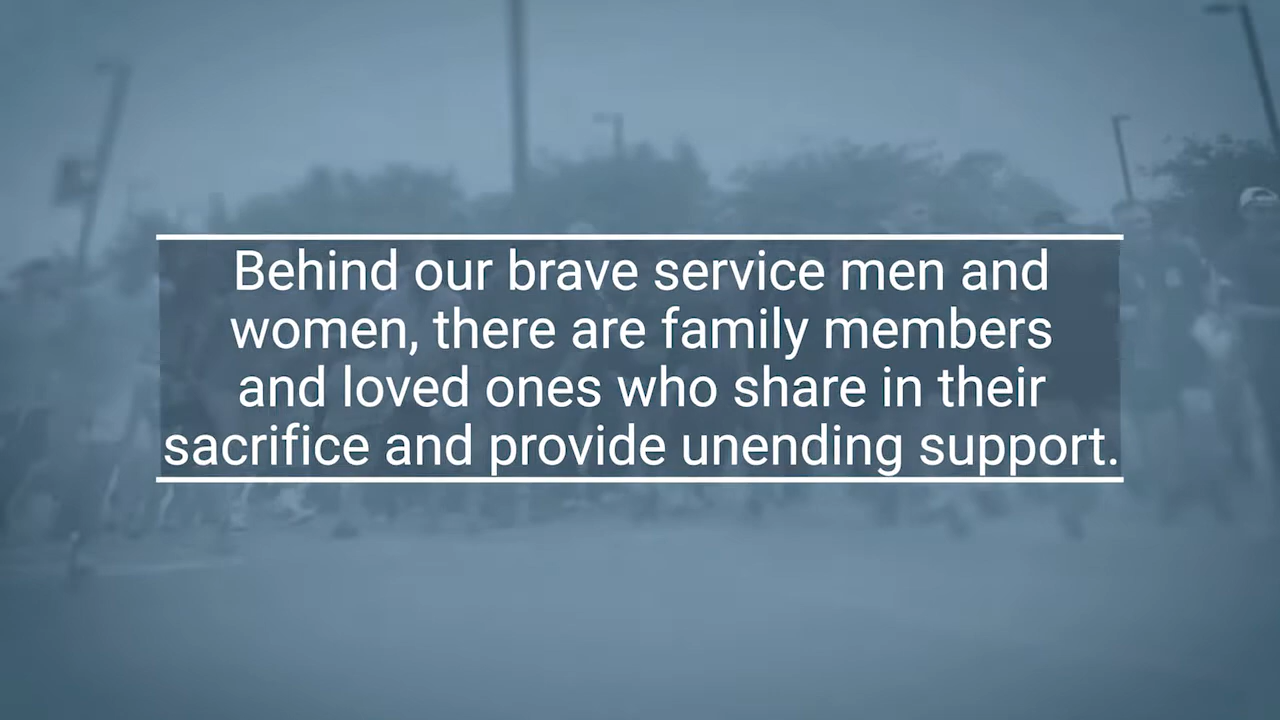 Behind our brave service men and
women, there are family members
and loved ones who share in their
sacrifice and provide unending support.